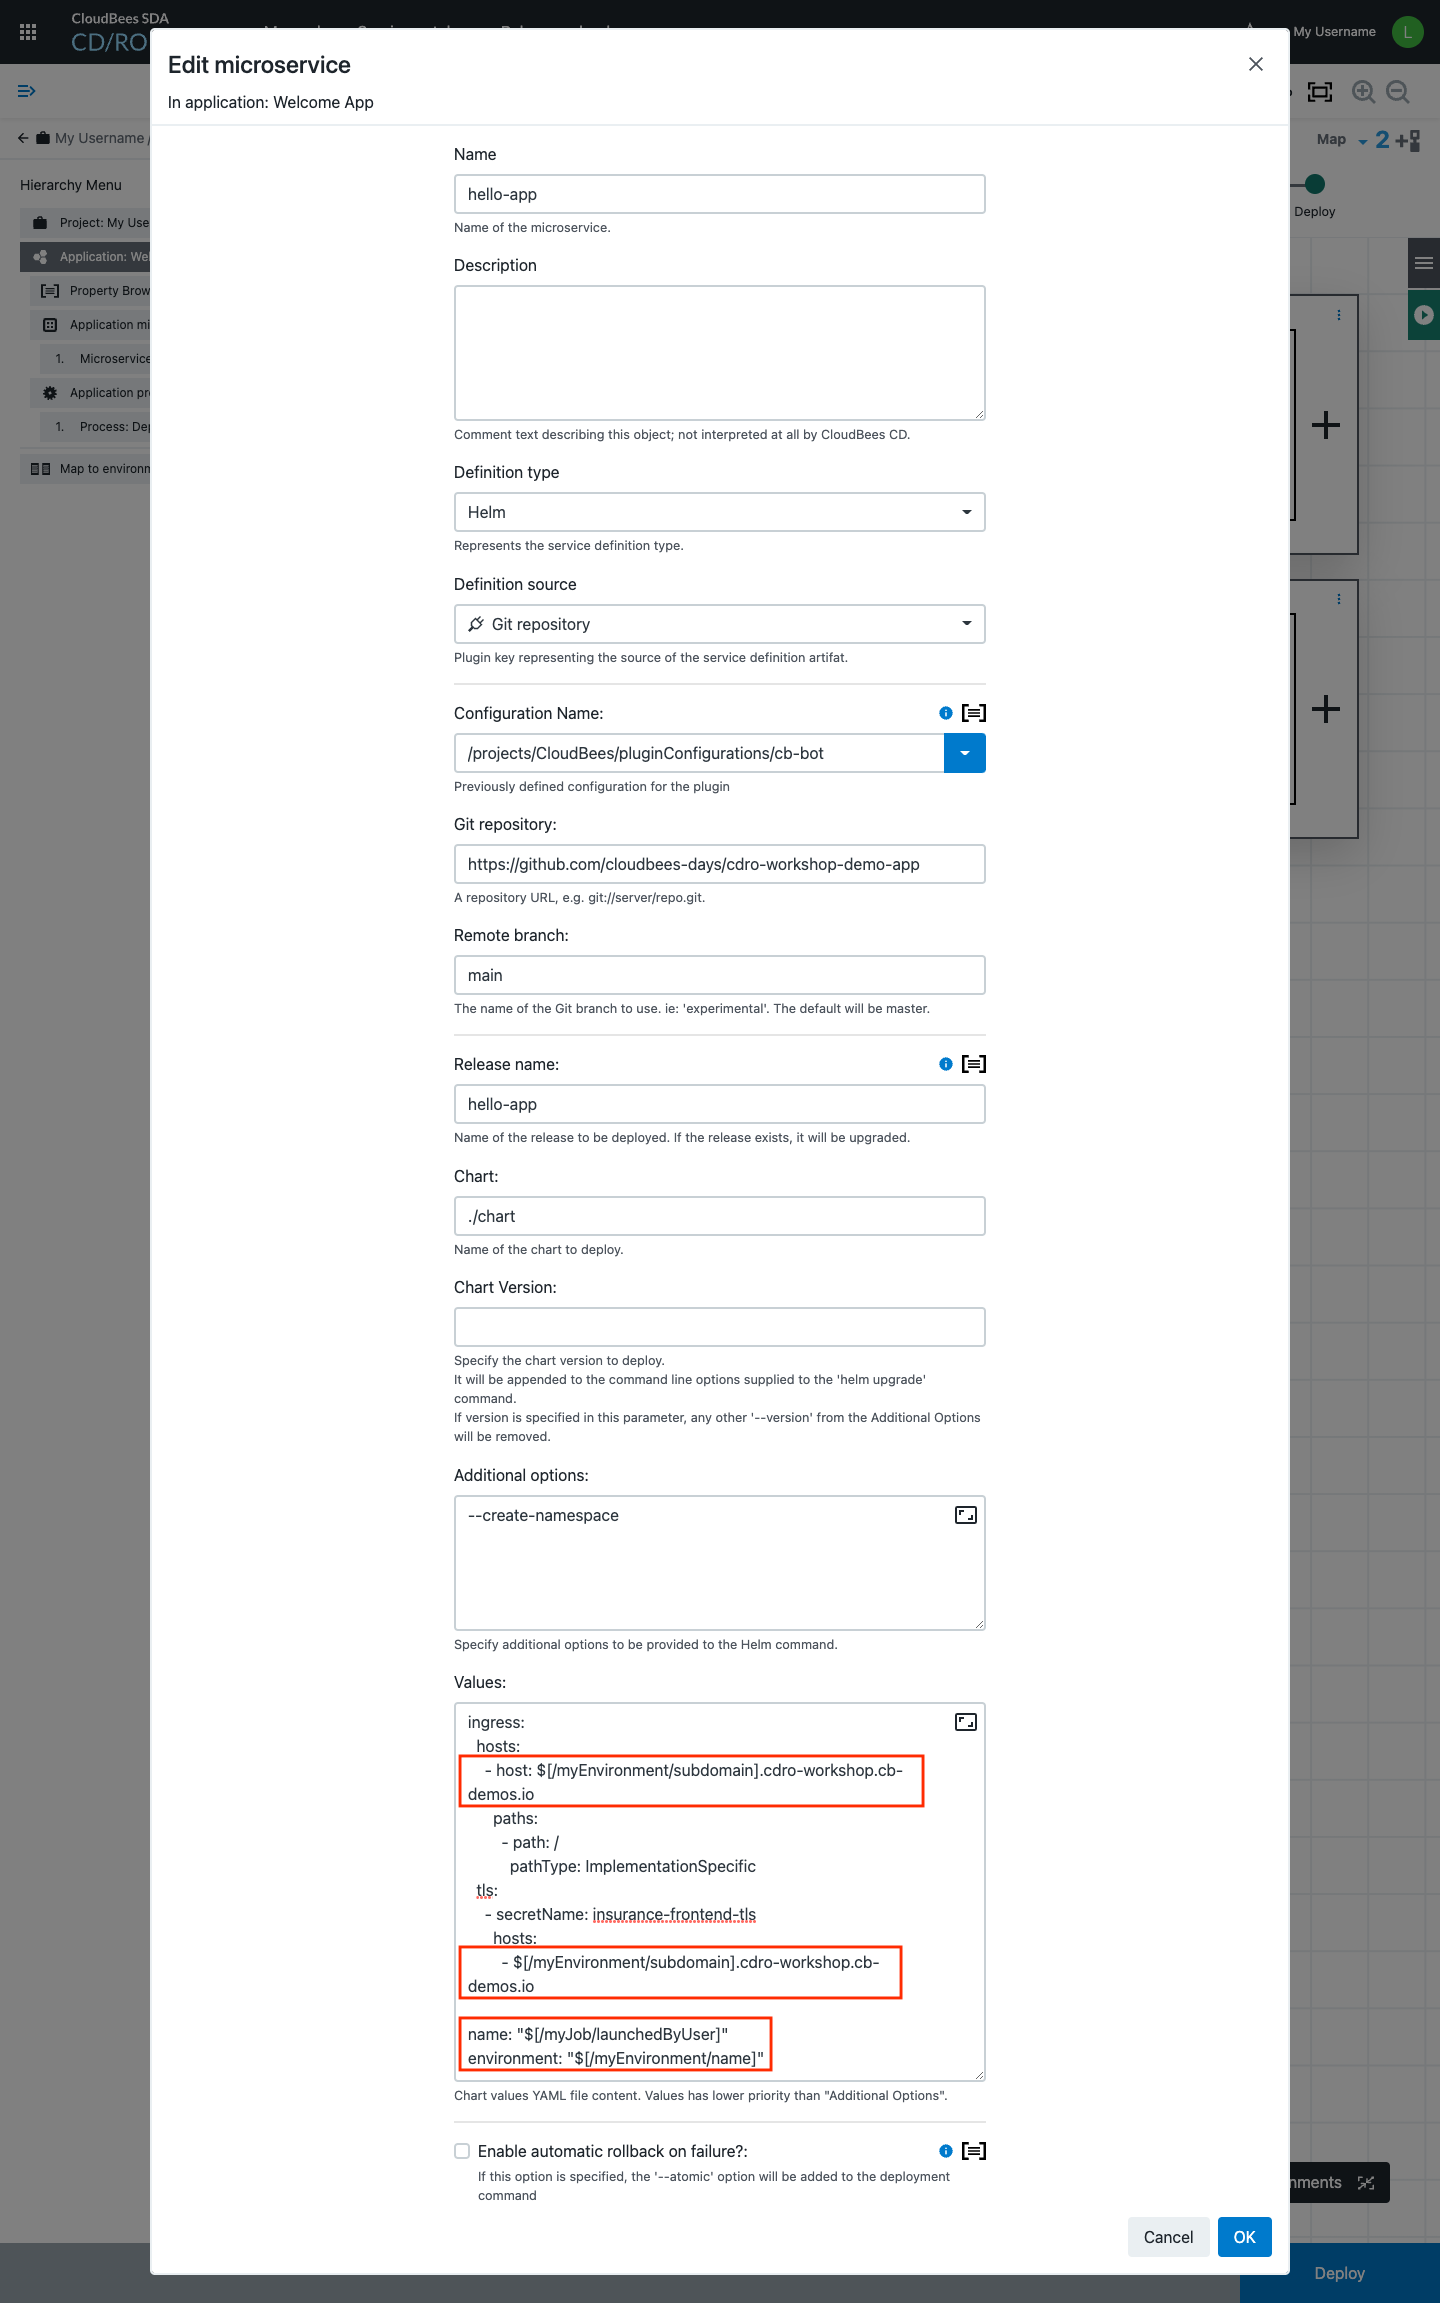 CloudBees SDA
CD/RO
My Username
L
Edit microservice
In application: Welcome App
My Username /
Map
2
Hierarchy Menu
Project: My Use
Application: Wel
Property Brow
Application mi
1. Microservice
Application pro
1. Process: Dep
Map to environm
Deploy
Name
hello-app
Name of the microservice.
Description
Comment text describing this object; not interpreted at all by CloudBees CD.
Definition type
Helm
Represents the service definition type.
Definition source
Git repository
Plugin key representing the source of the service definition artifat.
Configuration Name:
/projects/CloudBees/pluginConfigurations/cb-bot
Previously defined configuration for the plugin
Git repository:
https://github.com/cloudbees-days/cdro-workshop-demo-app
A repository URL, e.g. git://server/repo.git.
Remote branch:
main
The name of the Git branch to use. ie: 'experimental'. The default will be master.
Release name:
hello-app
Name of the release to be deployed. If the release exists, it will be upgraded.
Chart:
./chart
Name of the chart to deploy.
Chart Version:
Specify the chart version to deploy.
It will be appended to the command line options supplied to the 'helm upgrade'
command.
If version is specified in this parameter, any other '--version' from the Additional Options
will be removed.
Additional options:
--create-namespace
Specify additional options to be provided to the Helm command.
Values:
ingress:
hosts:
- host: $[/myEnvironment/subdomain].cdro-workshop.cb-
demos.io
paths:
- path: /
pathType: ImplementationSpecific
tls:
- secretName: insurance-frontend-tls
hosts:
- $[/myEnvironment/subdomain].cdro-workshop.cb-
demos.io
name: "$[/myJob/launchedByUser]"
environment: "$[/myEnvironment/name]"
Chart values YAML file content. Values has lower priority than "Additional Options".
Enable automatic rollback on failure?:
If this option is specified, the '--atomic' option will be added to the deployment
command
nments
Cancel
OK
Deploy